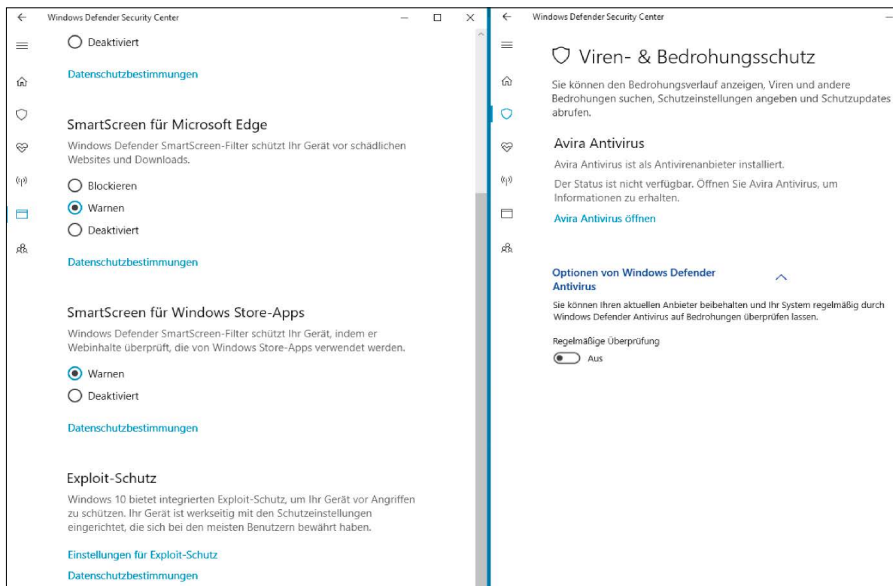 Windows Defender Security Center
Deaktiviert
Datenschutzbestimmungen
SmartScreen für Microsoft Edge
Windows Defender SmartScreen-Filter schützt Ihr Gerät vor schädlichen
Websites und Downloads.
Blockieren
Warnen
Deaktiviert
Datenschutzbestimmungen
SmartScreen für Windows Store-Apps
Windows Defender SmartScreen-Filter schützt Ihr Gerät, indem er
Webinhalte überprüft, die von Windows Store-Apps verwendet werden.
Warnen
Deaktiviert
Datenschutzbestimmungen
Exploit-Schutz
Windows 10 bietet integrierten Exploit-Schutz, um Ihr Gerät vor Angriffen
zu schützen. Ihr Gerät ist werkseitig mit den Schutzeinstellungen
eingerichtet, die sich bei den meisten Benutzern bewährt haben.
Einstellungen für Exploit-Schutz
Datenschutzbestimmungen
Windows Defender Security Center
Viren- & Bedrohungsschutz
Sie können den Bedrohungsverlauf anzeigen, Viren und andere
Bedrohungen suchen, Schutzeinstellungen angeben und Schutzupdates
abrufen.
Avira Antivirus
Avira Antivirus ist als Antivirenanbieter installiert.
Der Status ist nicht verfügbar. Öffnen Sie Avira Antivirus, um
Informationen zu erhalten.
Avira Antivirus öffnen
Optionen von Windows Defender
Antivirus
Sie können Ihren aktuellen Anbieter beibehalten und Ihr System regelmäßig durch
Windows Defender Antivirus auf Bedrohungen überprüfen lassen.
Regelmäßige Überprüfung
Aus